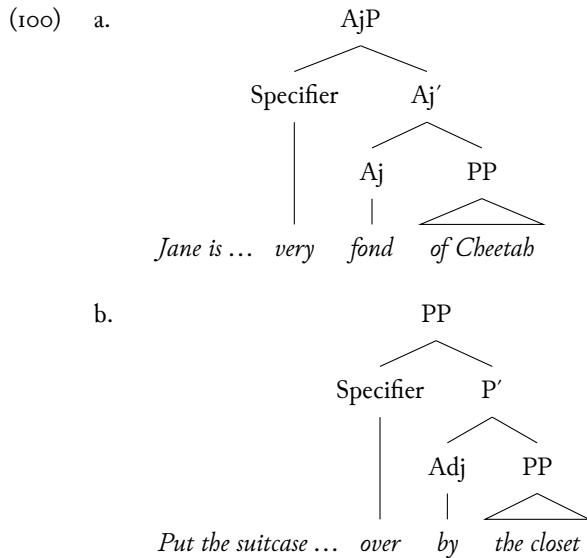 (100) a. AjP
Specifier Aj′
Aj PP
Jane is … very fond of Cheetah
b. PP
Specifier P′
Adj PP
Put the suitcase … over by the closet